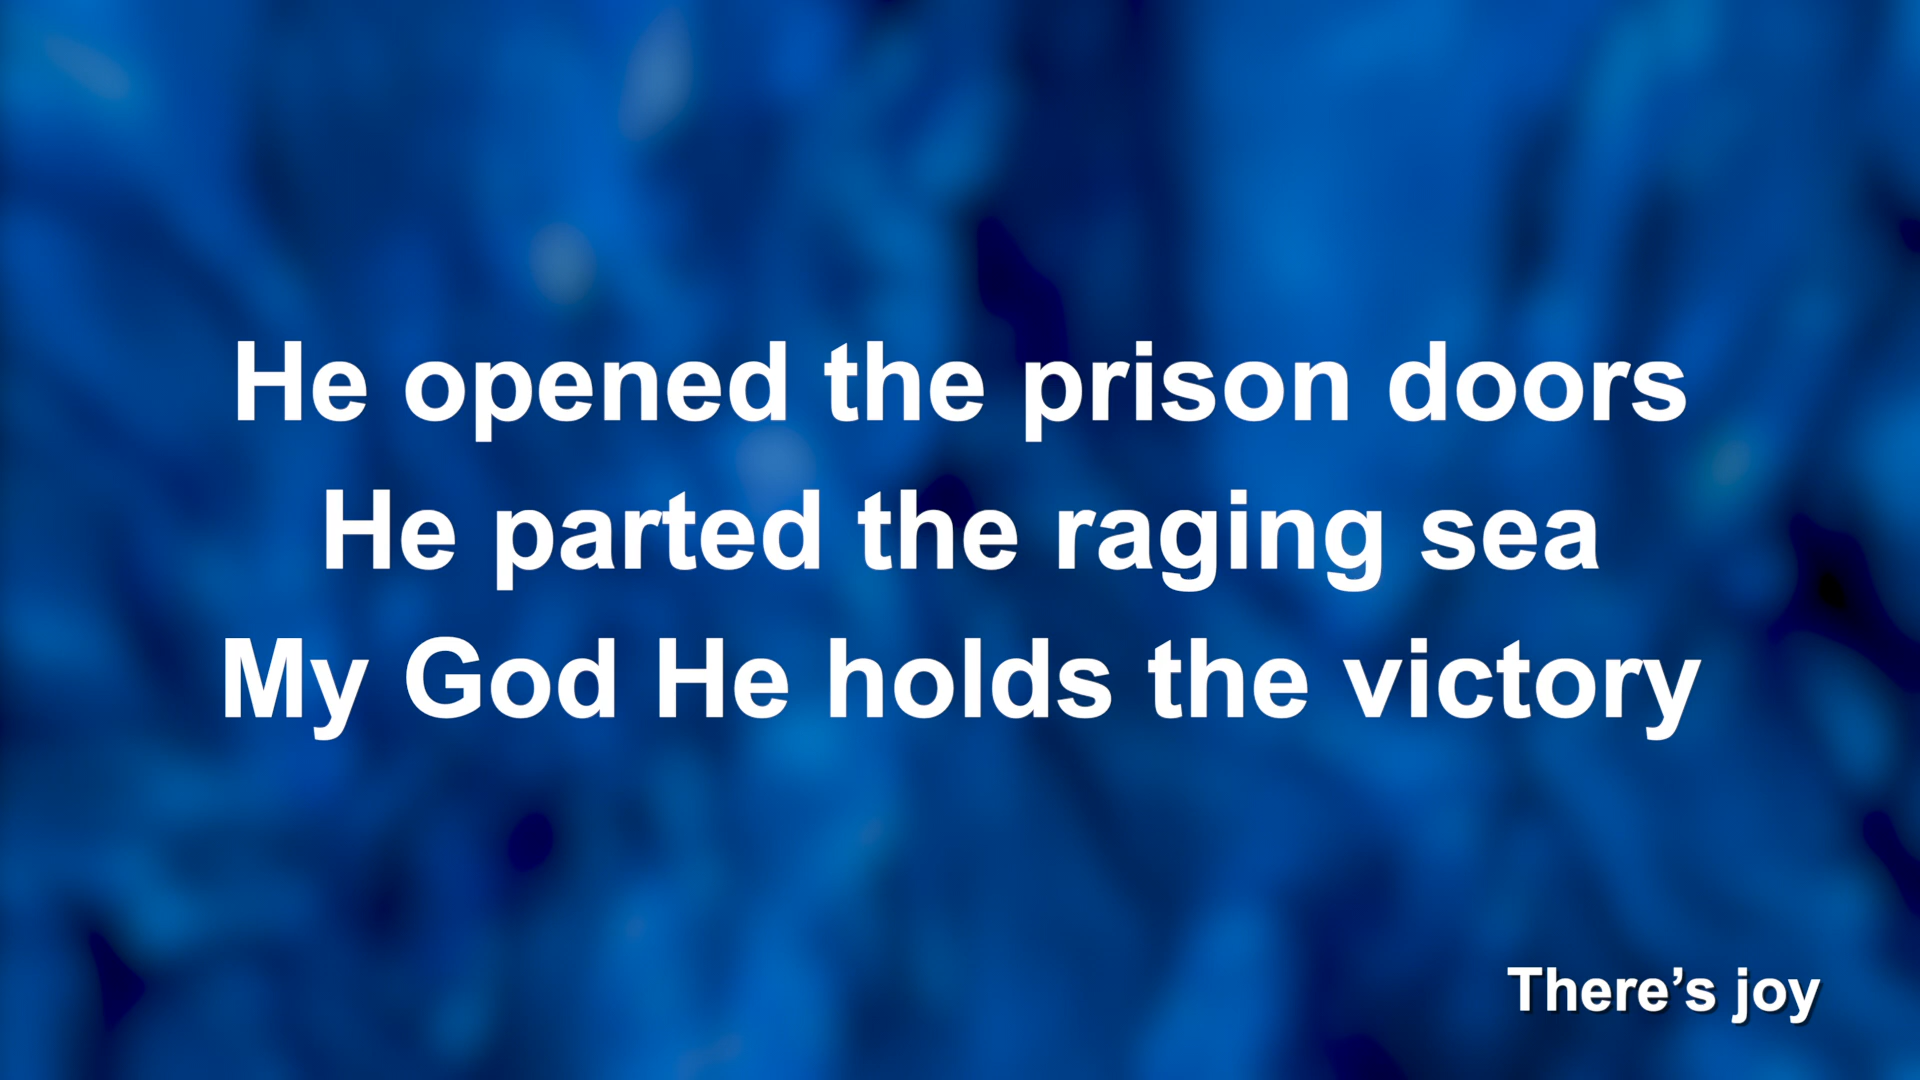 He opened the prison doors
He parted the raging sea
My God He holds the victory
There’s joy